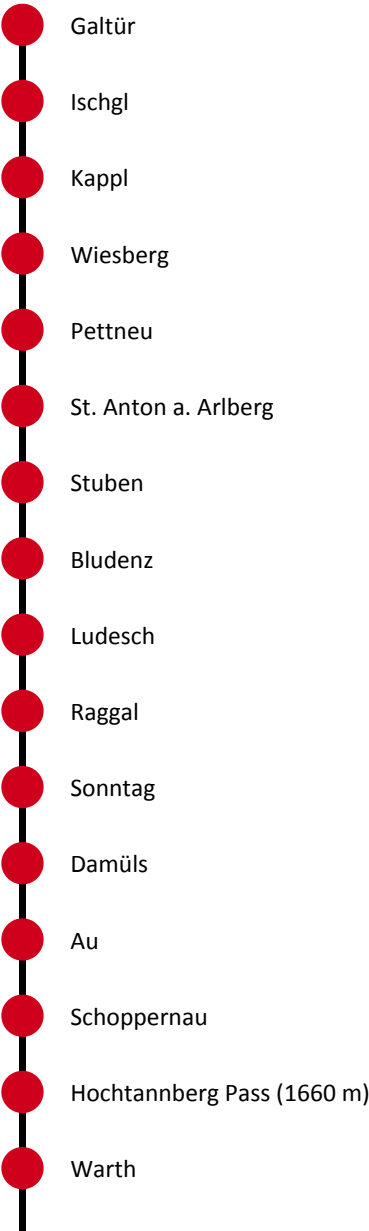 Galtür
Ischgl
Kappl
Wiesberg
Pettneu
St. Anton a. Arlberg
Stuben
Bludenz
Ludesch
Raggal
Sonntag
Damüls
Au
Schoppernau
Hochtannberg Pass (1660 m)
Warth